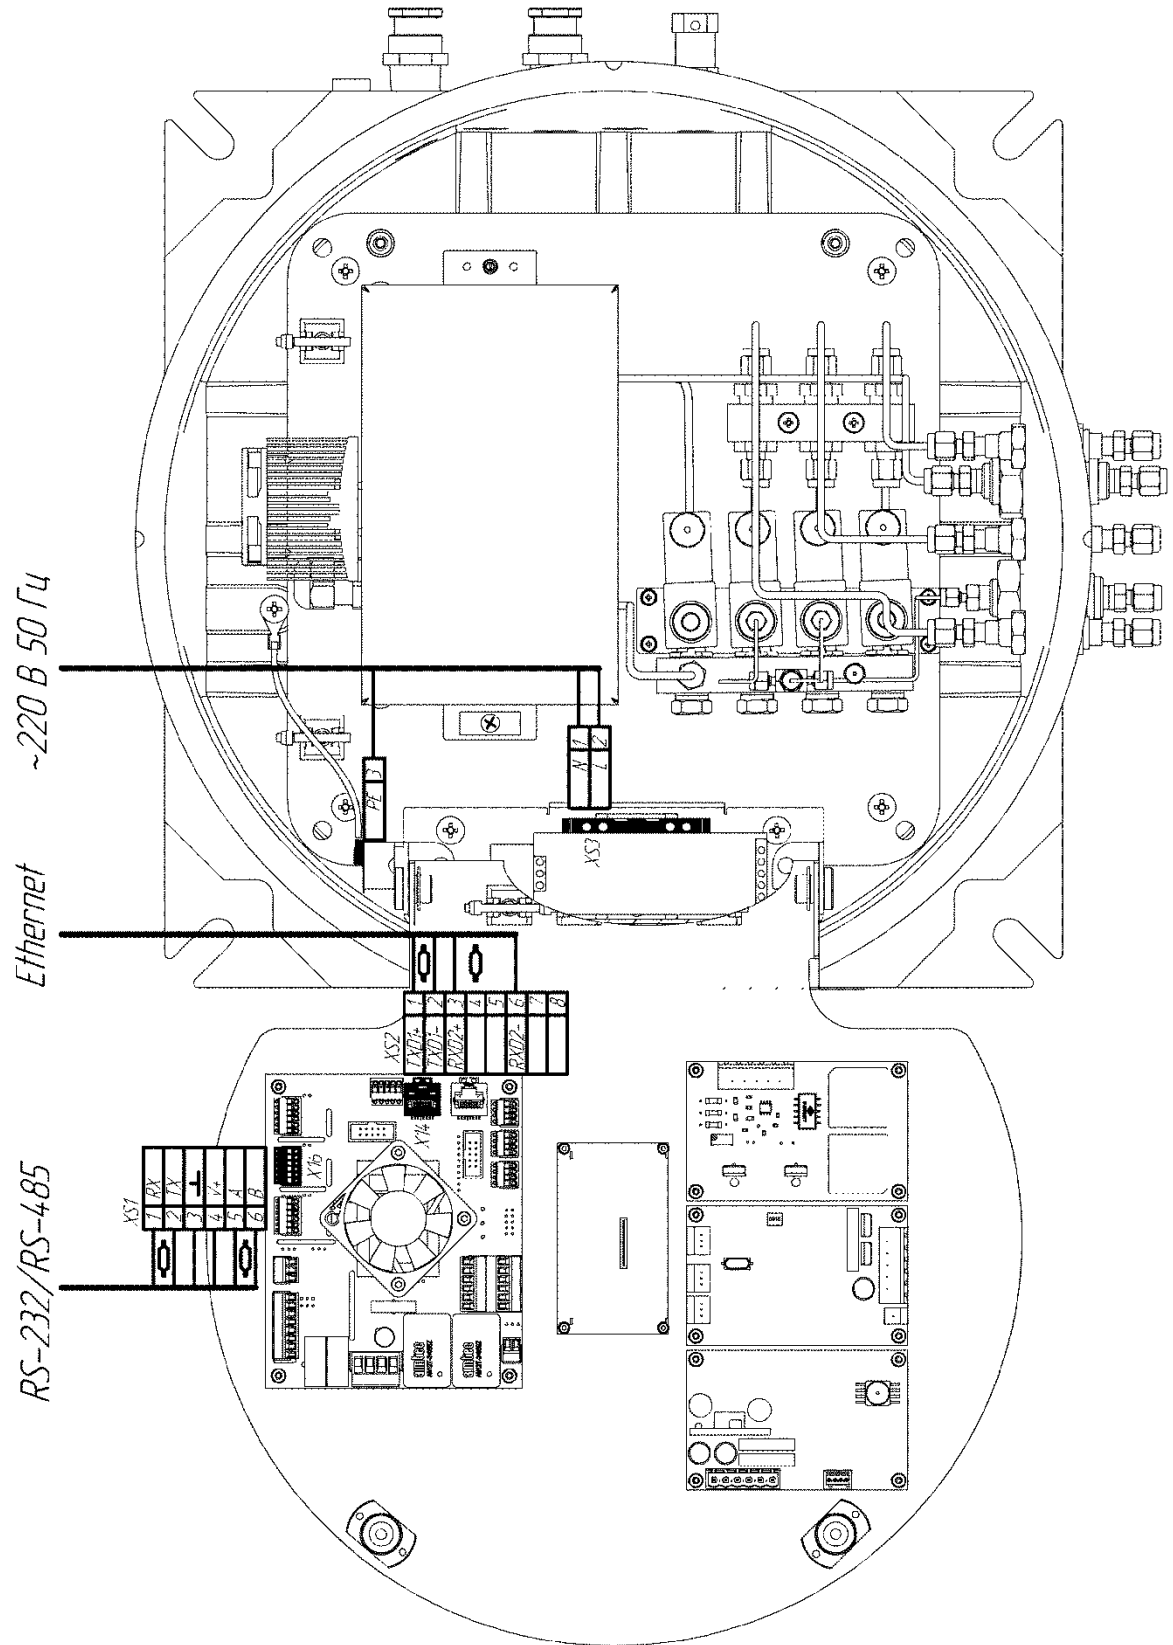 ~220 В 50 Гц
Ethernet
RS-232/RS-485
PE 3
N 1
L 2
XS3
XS2
TXD1+ 1
TXD1- 2
RXD2+ 3
4
5
RXD2- 6
7
8
X14
X16
XS1
1 RX
2 TX
3 ⊥
4 V+
5 A
6 B